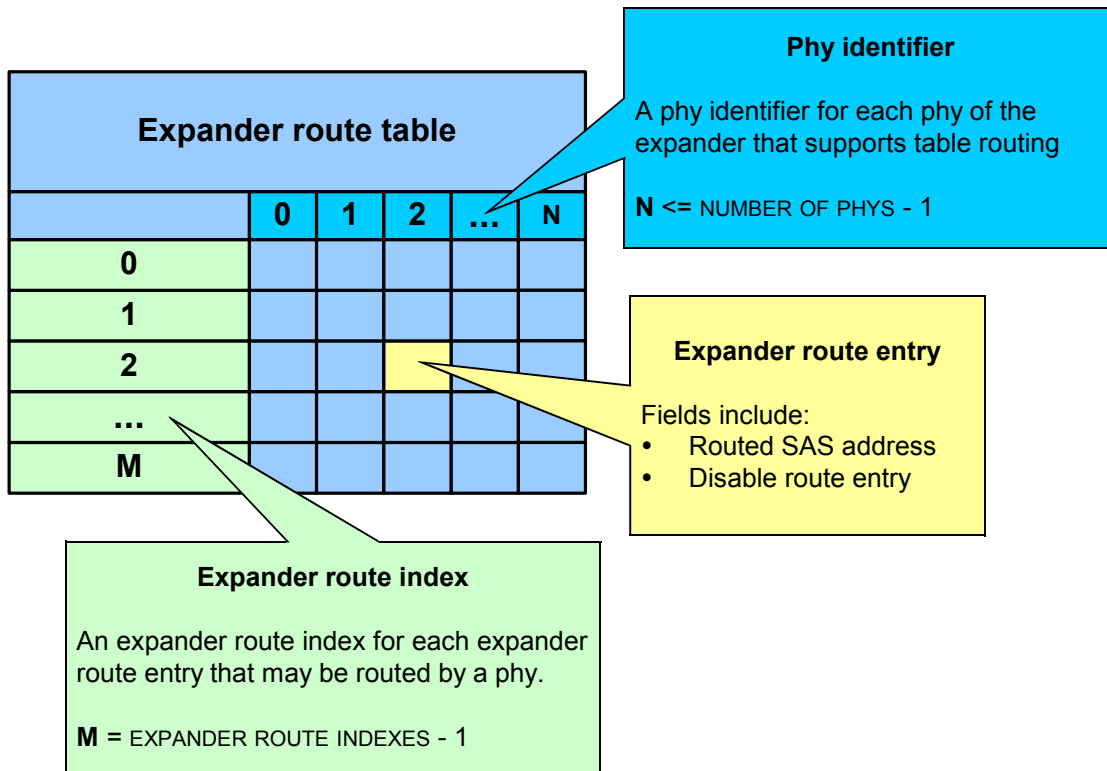 Phy identifier
A phy identifier for each phy of the
expander that supports table routing
N <= NUMBER OF PHYS - 1
Expander route table
0 1 2 ... N
0
1
2
...
M
Expander route entry
Fields include:
• Routed SAS address
• Disable route entry
Expander route index
An expander route index for each expander
route entry that may be routed by a phy.
M = EXPANDER ROUTE INDEXES - 1